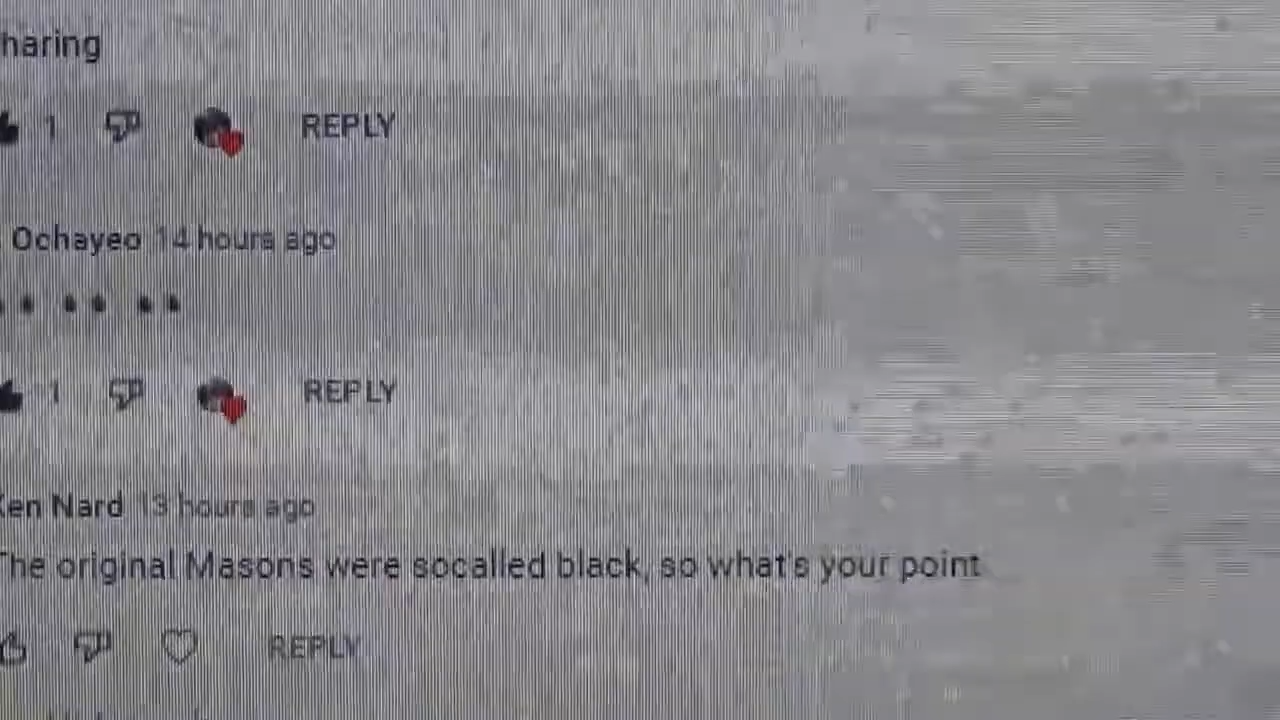 haring
1 REPLY
Ochayeo 14 hours ago
1 REPLY
Ken Nard 13 hours ago
The original Masons were socalled black, so what's your point
REPLY